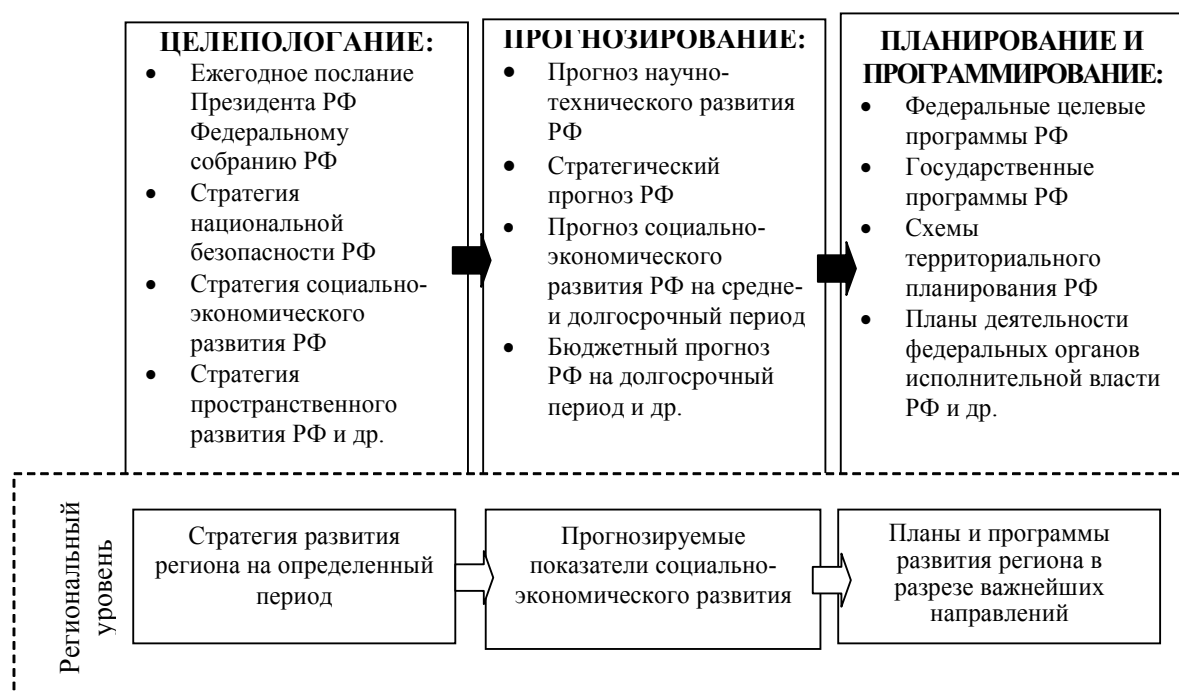 ЦЕЛЕПОЛОГАНИЕ:
• Ежегодное послание
Президента РФ
Федеральному
собранию РФ
• Стратегия
национальной
безопасности РФ
• Стратегия социально-
экономического
развития РФ
• Стратегия
пространственного
развития РФ и др.
ПРОГНОЗИРОВАНИЕ:
• Прогноз научно-
технического развития
РФ
• Стратегический
прогноз РФ
• Прогноз социально-
экономического
развития РФ на средне-
и долгосрочный период
• Бюджетный прогноз
РФ на долгосрочный
период и др.
ПЛАНИРОВАНИЕ И
ПРОГРАММИРОВАНИЕ:
• Федеральные целевые
программы РФ
• Государственные
программы РФ
• Схемы
территориального
планирования РФ
• Планы деятельности
федеральных органов
исполнительной власти
РФ и др.
Региональный
уровень
Стратегия развития
региона на определенный
период
Прогнозируемые
показатели социально-
экономического развития
Планы и программы
развития региона в
разрезе важнейших
направлений